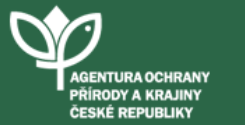 AGENTURA OCHRANY
PŘÍRODY A KRAJINY
ČESKÉ REPUBLIKY